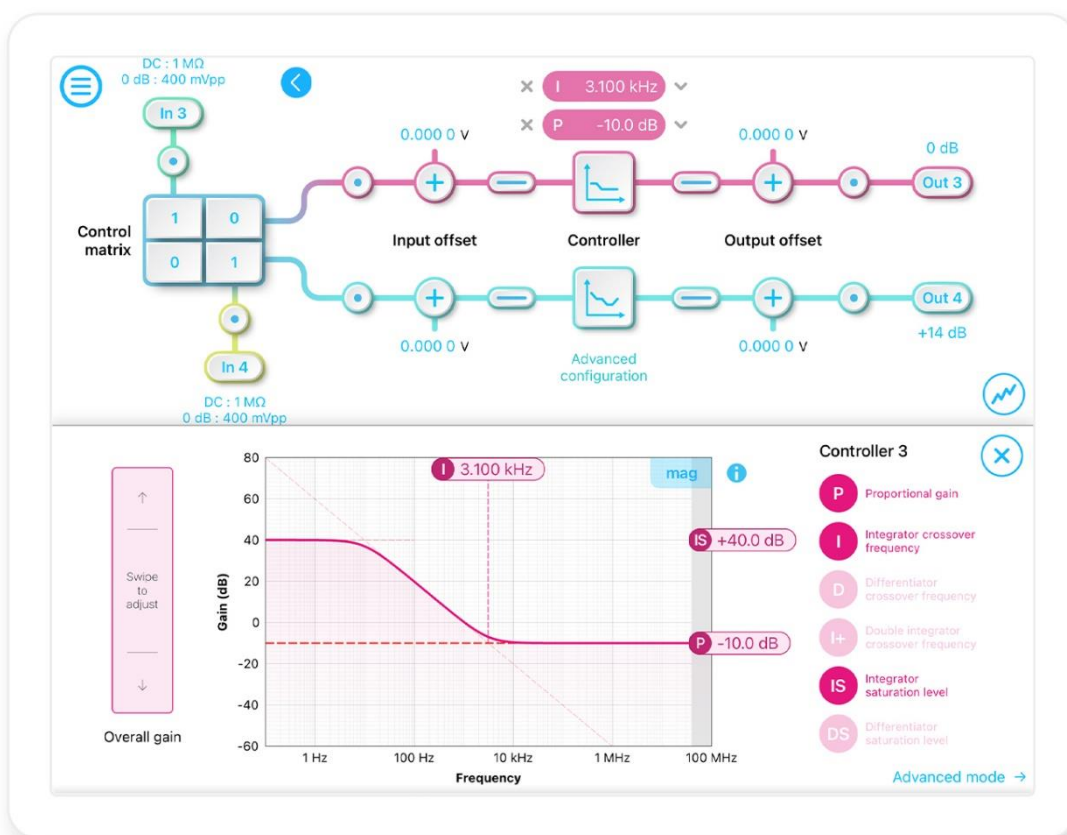 DC : 1 MΩ
0 dB : 400 mVpp
In 3
I 3.100 kHz
P -10.0 dB
0.000 0 V
0.000 0 V
0 dB
Out 3
Control
matrix
1 0
0 1
Input offset
Controller
Output offset
Out 4
+14 dB
0.000 0 V
Advanced
configuration
0.000 0 V
In 4
DC : 1 MΩ
0 dB : 400 mVpp
Controller 3
I 3.100 kHz
mag
i
80
60
40
20
0
-20
-40
-60
Gain (dB)
IS +40.0 dB
P -10.0 dB
1 Hz
100 Hz
10 kHz
1 MHz
100 MHz
Frequency
↑
Swipe
to
adjust
↓
Overall gain
P Proportional gain
I Integrator crossover
frequency
D Differentiator
crossover frequency
I+ Double integrator
crossover frequency
IS Integrator
saturation level
DS Differentiator
saturation level
Advanced mode →